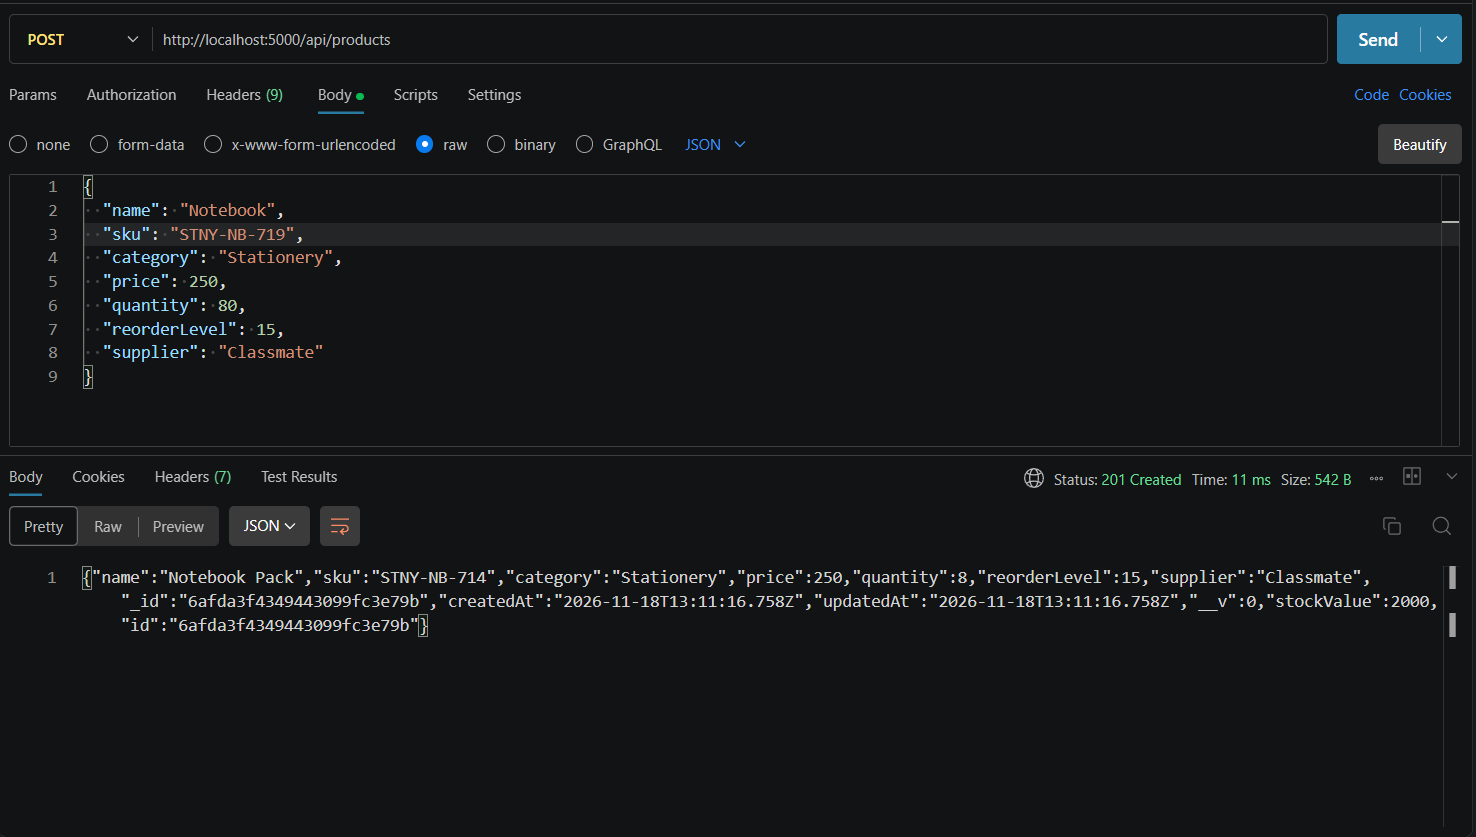 POST http://localhost:5000/api/products Send
Params Authorization Headers (9) Body Scripts Settings Code Cookies
none form-data x-www-form-urlencoded raw binary GraphQL JSON Beautify
1 {
2 "name": "Notebook",
3 "sku": "STNY-NB-719",
4 "category": "Stationery",
5 "price": 250,
6 "quantity": 80,
7 "reorderLevel": 15,
8 "supplier": "Classmate"
9 }
Body Cookies Headers (7) Test Results Status: 201 Created Time: 11 ms Size: 542 B
Pretty Raw Preview JSON
1 {"name":"Notebook Pack","sku":"STNY-NB-714","category":"Stationery","price":250,"quantity":8,"reorderLevel":15,"supplier":"Classmate",
"_id":"6afda3f4349443099fc3e79b","createdAt":"2026-11-18T13:11:16.758Z","updatedAt":"2026-11-18T13:11:16.758Z","__v":0,"stockValue":2000,
"id":"6afda3f4349443099fc3e79b"}